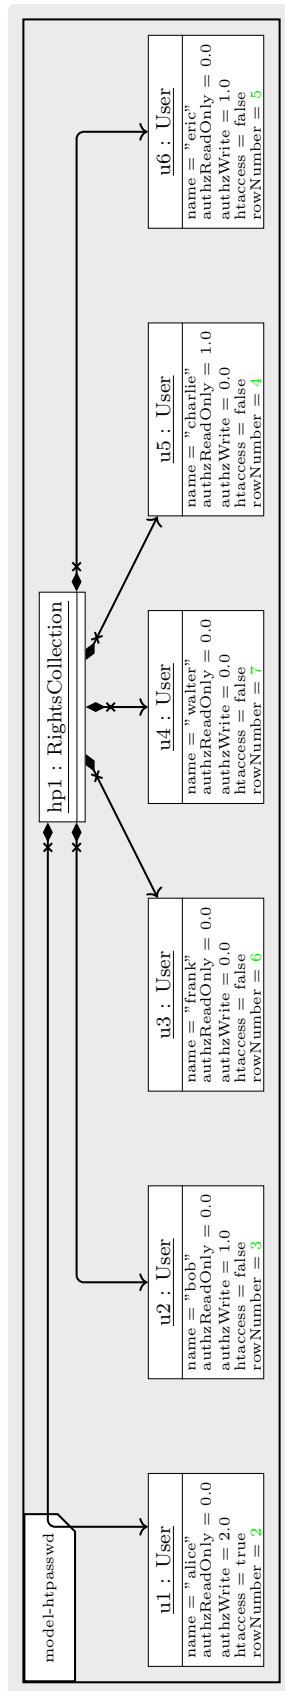 model-htpasswd
hp1 : RightsCollection
u1 : User
name = "alice"
authzReadOnly = 0.0
authzWrite = 2.0
htaccess = true
rowNumber = 2
u2 : User
name = "bob"
authzReadOnly = 0.0
authzWrite = 1.0
htaccess = false
rowNumber = 3
u3 : User
name = "frank"
authzReadOnly = 0.0
authzWrite = 0.0
htaccess = false
rowNumber = 6
u4 : User
name = "walter"
authzReadOnly = 0.0
authzWrite = 0.0
htaccess = false
rowNumber = 7
u5 : User
name = "charlie"
authzReadOnly = 1.0
authzWrite = 0.0
htaccess = false
rowNumber = 4
u6 : User
name = "eric"
authzReadOnly = 0.0
authzWrite = 1.0
htaccess = false
rowNumber = 5